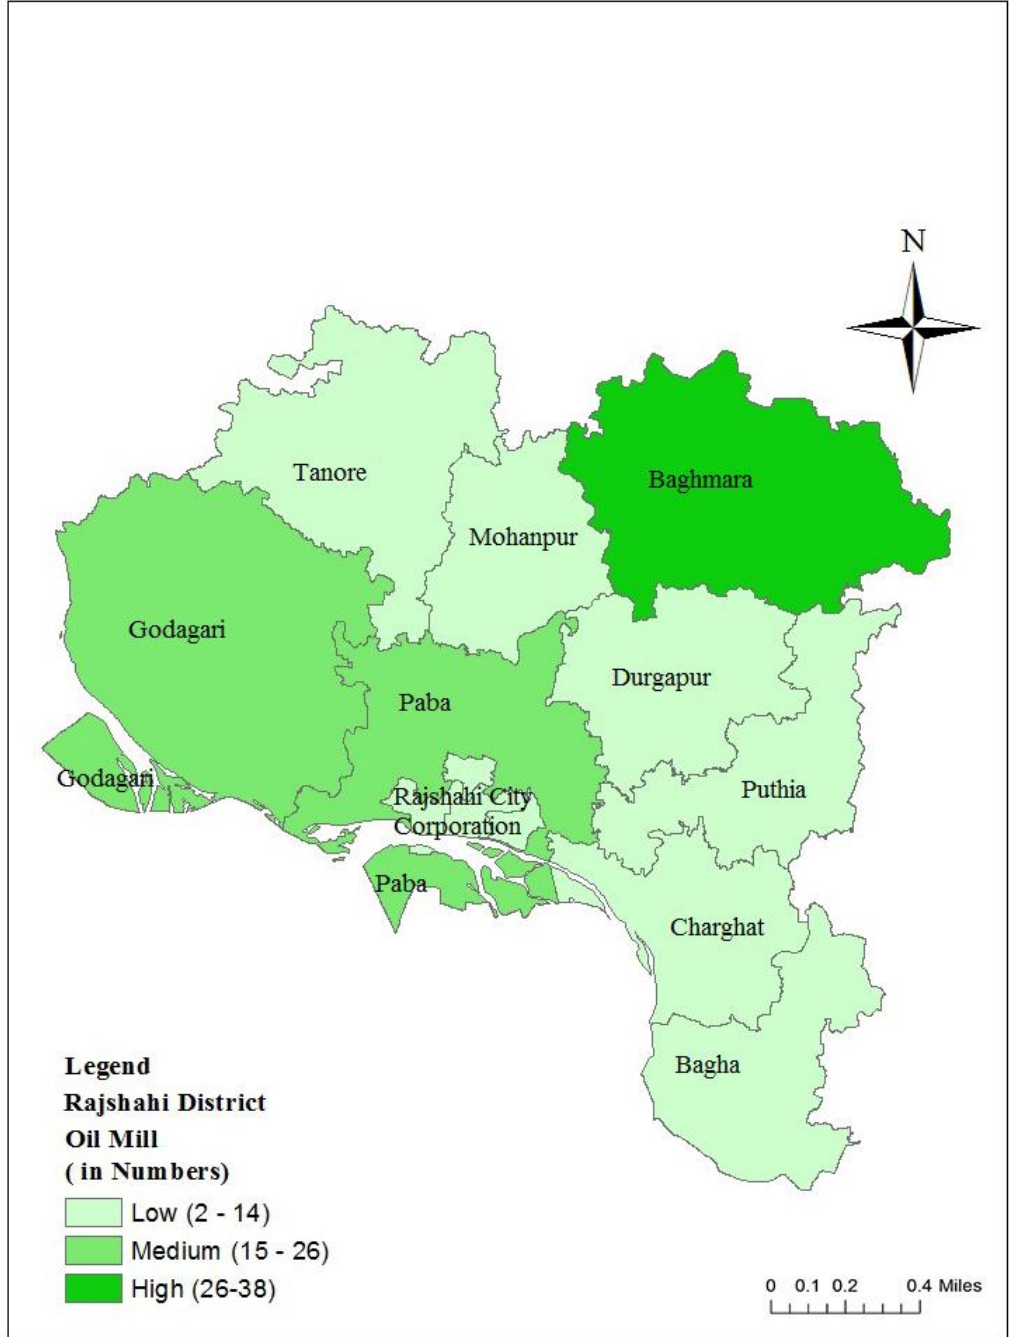 N
Tanore
Baghmara
Mohanpur
Godagari
Durgapur
Paba
Godagari
Puthia
Rajshahi City
Corporation
Paba
Charghat
Bagha
Legend
Rajshahi District
Oil Mill
( in Numbers)
Low (2 - 14)
Medium (15 - 26)
High (26-38)
0 0.1 0.2 0.4 Miles